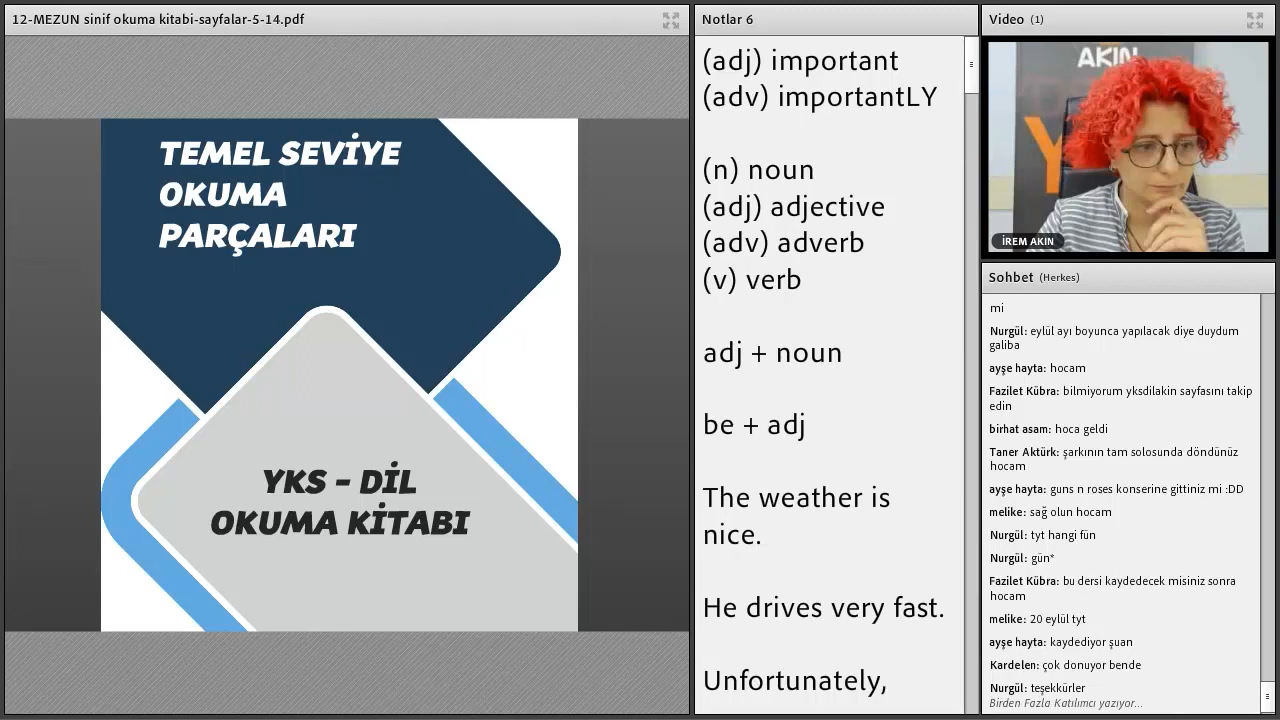 12-MEZUN sinif okuma kitabi-sayfalar-5-14.pdf
TEMEL SEVİYE
OKUMA
PARÇALARI
YKS - DİL
OKUMA KİTABI
Notlar 6
(adj) important
(adv) importantLY
(n) noun
(adj) adjective
(adv) adverb
(v) verb
adj + noun
be + adj
The weather is
nice.
He drives very fast.
Unfortunately,
Video (1)
AKIN
Y
İREM AKIN
Sohbet (Herkes)
mi
Nurgül: eylül ayı boyunca yapılacak diye duydum
galiba
ayşe hayta: hocam
Fazilet Kübra: bilmiyorum yksdilakin sayfasını takip
edin
birhat asam: hoca geldi
Taner Aktürk: şarkının tam solosunda döndünüz
hocam
ayşe hayta: guns n roses konserine gittiniz mi :DD
melike: sağ olun hocam
Nurgül: tyt hangi fün
Nurgül: gün*
Fazilet Kübra: bu dersi kaydedecek misiniz sonra
hocam
melike: 20 eylül tyt
ayşe hayta: kaydediyor şuan
Kardelen: çok donuyor bende
Nurgül: teşekkürler
Birden Fazla Katılımcı yazıyor...